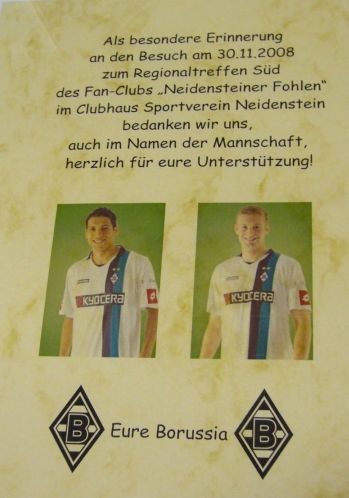 Als besondere Erinnerung
an den Besuch am 30.11.2008
zum Regionaltreffen Süd
des Fan-Clubs „Neidensteiner Fohlen"
im Clubhaus Sportverein Neidenstein
bedanken wir uns,
auch im Namen der Mannschaft,
herzlich für eure Unterstützung!
KYOCERA KYOCERA
B Eure Borussia B